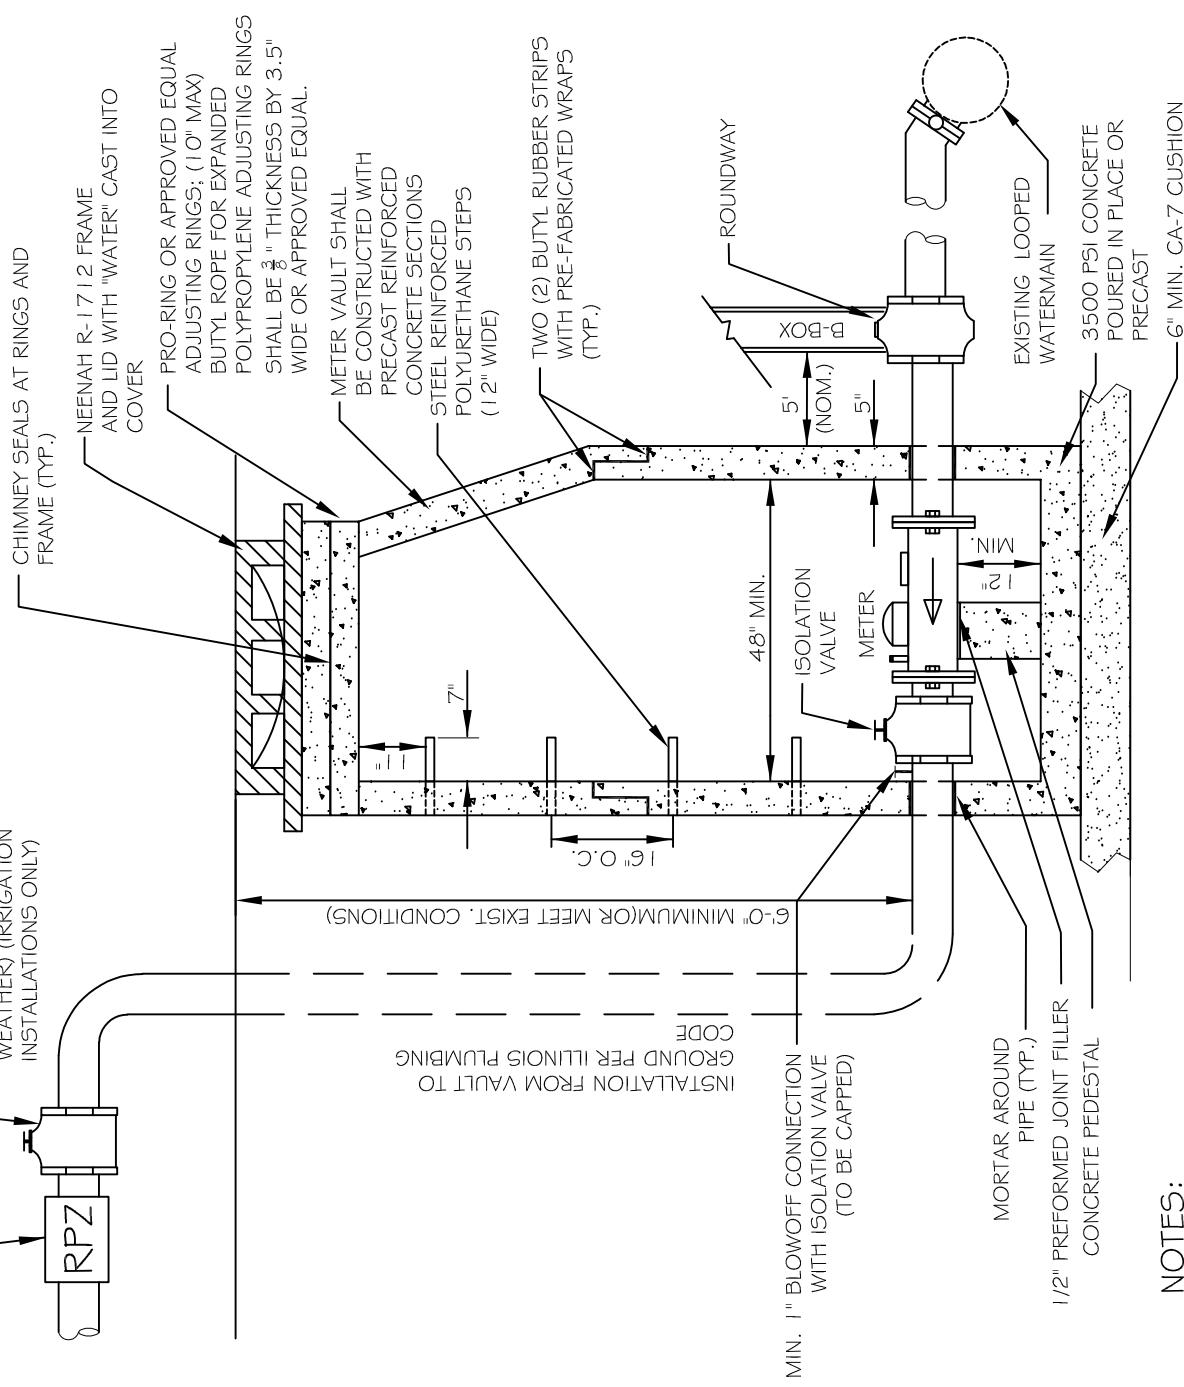 CHIMNEY SEALS AT RINGS AND
FRAME (TYP.)
NEENAH R-1712 FRAME
AND LID WITH "WATER" CAST INTO
COVER
PRO-RING OR APPROVED EQUAL
ADJUSTING RINGS; (10" MAX)
BUTYL ROPE FOR EXPANDED
POLYPROPYLENE ADJUSTING RINGS
SHALL BE 3/8" THICKNESS BY 3.5"
WIDE OR APPROVED EQUAL.
METER VAULT SHALL
BE CONSTRUCTED WITH
PRECAST REINFORCED
CONCRETE SECTIONS
STEEL REINFORCED
POLYURETHANE STEPS
(12" WIDE)
TWO (2) BUTYL RUBBER STRIPS
WITH PRE-FABRICATED WRAPS
(TYP.)
ROUNDWAY
B-BOX
5'
(NOM.)
5"
EXISTING LOOPED
WATERMAIN
3500 PSI CONCRETE
POURED IN PLACE OR
PRECAST
6" MIN. CA-7 CUSHION
WEATHER) (IRRIGATION
INSTALLATIONS ONLY)
RPZ
7"
11"
16" O.C.
48" MIN.
ISOLATION
VALVE
METER
12"
MIN.
6'-0" MINIMUM(OR MEET EXIST. CONDITIONS)
INSTALLATION FROM VAULT TO
GROUND PER ILLINOIS PLUMBING
CODE
MIN. 1" BLOWOFF CONNECTION
WITH ISOLATION VALVE
(TO BE CAPPED)
MORTAR AROUND
PIPE (TYP.)
1/2" PREFORMED JOINT FILLER
CONCRETE PEDESTAL
NOTES: